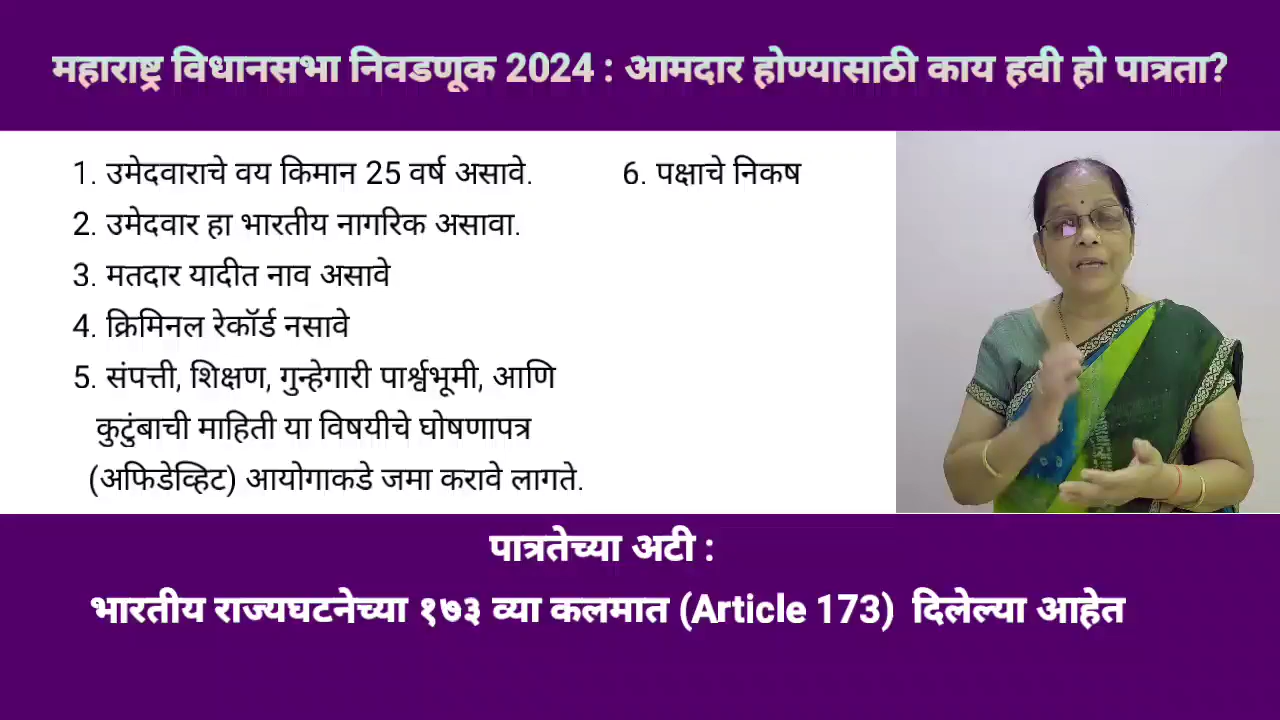 महाराष्ट्र विधानसभा निवडणूक 2024 : आमदार होण्यासाठी काय हवी हो पात्रता?
1. उमेदवाराचे वय किमान 25 वर्ष असावे.
2. उमेदवार हा भारतीय नागरिक असावा.
3. मतदार यादीत नाव असावे
4. क्रिमिनल रेकॉर्ड नसावे
5. संपत्ती, शिक्षण, गुन्हेगारी पार्श्वभूमी, आणि
कुटुंबाची माहिती या विषयीचे घोषणापत्र
(अफिडेव्हिट) आयोगाकडे जमा करावे लागते.
6. पक्षाचे निकष
पात्रतेच्या अटी :
भारतीय राज्यघटनेच्या १७३ व्या कलमात (Article 173) दिलेल्या आहेत